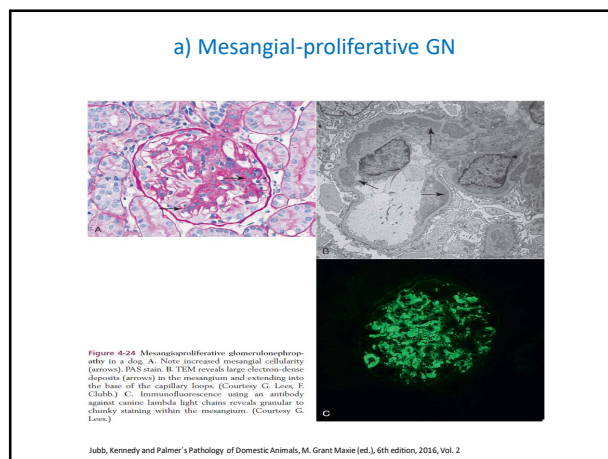 a) Mesangial-proliferative GN
A
B
C
Figure 4-24 Mesangioproliferative glomerulonephrop-
athy in a dog. A. Note increased mesangial cellularity
(arrows). PAS stain. B. TEM reveals large electron-dense
deposits (arrows) in the mesangium and extending into
the base of the capillary loops. (Courtesy G. Lees, F.
Clubb.) C. Immunofluorescence using an antibody
against canine lambda light chains reveals granular to
chunky staining within the mesangium. (Courtesy G.
Lees.)
Jubb, Kennedy and Palmer´s Pathology of Domestic Animals, M. Grant Maxie (ed.), 6th edition, 2016, Vol. 2